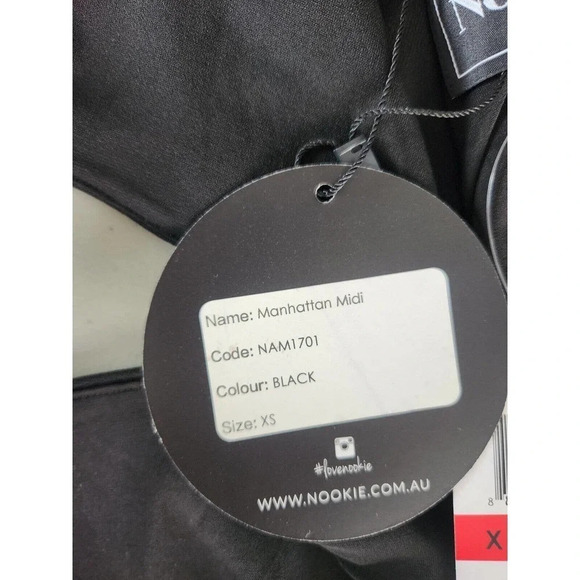 Name: Manhattan Midi
Code: NAM1701
Colour: BLACK
Size: XS
#lovenookie
WWW.NOOKIE.COM.AU
X